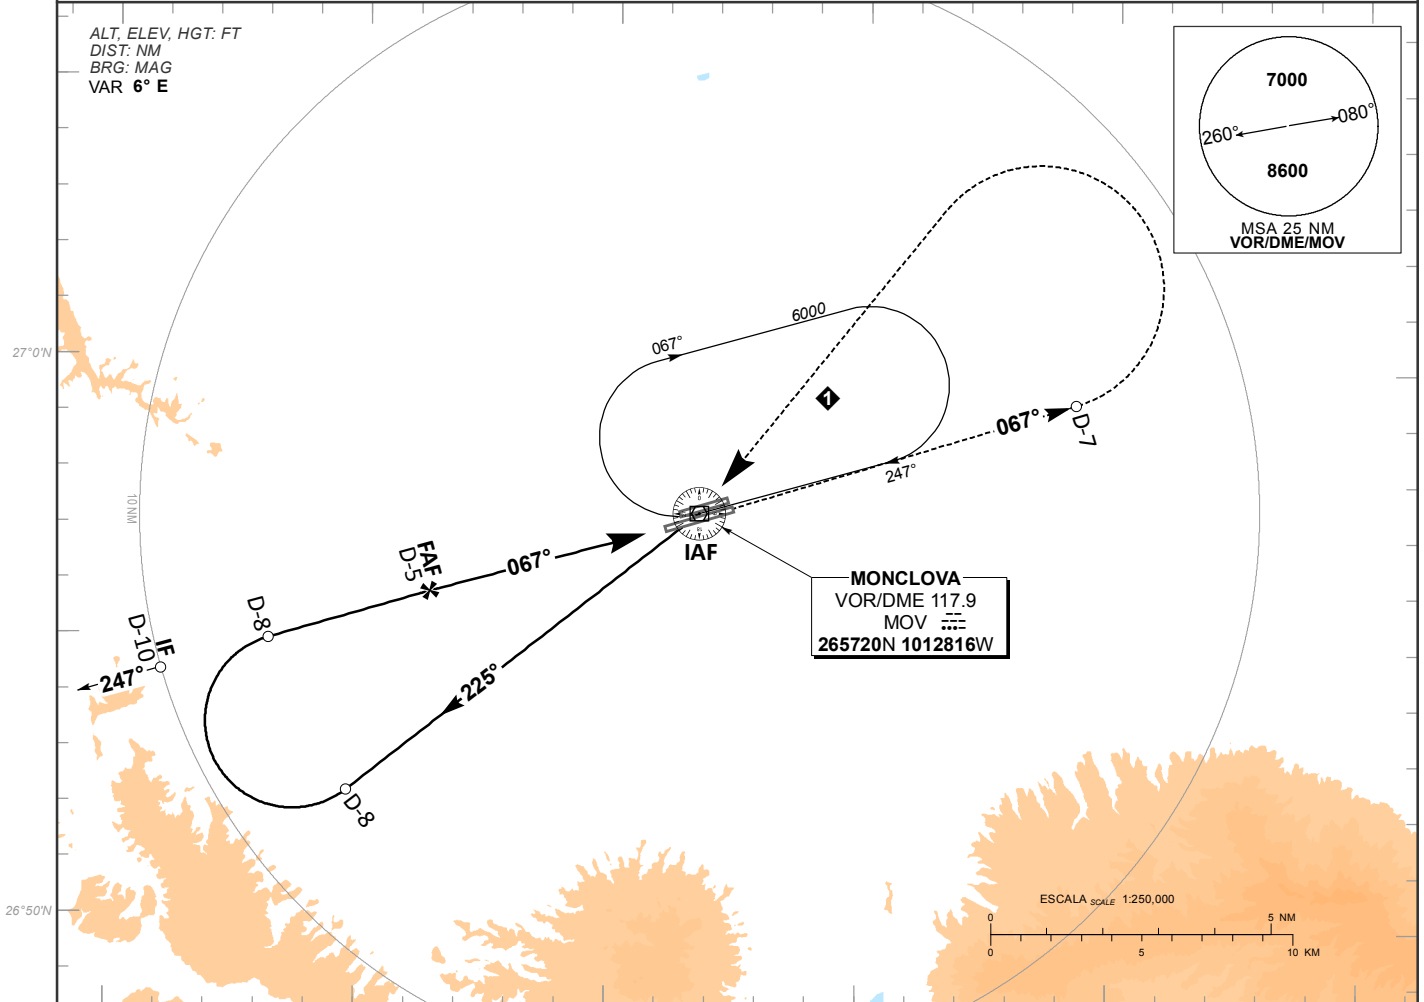 ALT, ELEV, HGT: FT
DIST: NM
BRG: MAG
VAR 6° E
7000
260°
080°
8600
MSA 25 NM
VOR/DME/MOV
6000
067°
27°0'N
1
067°
D-7
247°
10 NM
IAF
FAF
D-5
067°
MONCLOVA
VOR/DME 117.9
MOV
265720N 1012816W
D-8
IF
D-10
247°
225°
D-8
26°50'N
ESCALA SCALE 1:250,000
0
5 NM
0
5
10 KM